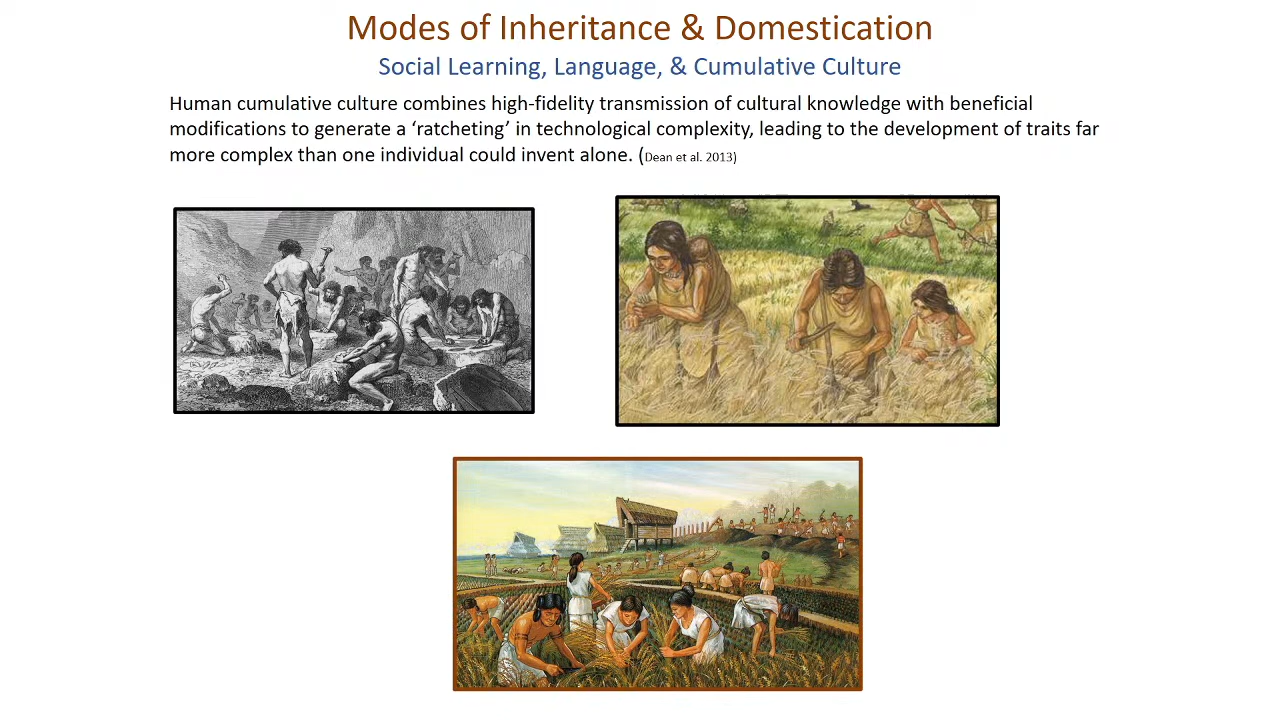 Modes of Inheritance & Domestication
Social Learning, Language, & Cumulative Culture
Human cumulative culture combines high-fidelity transmission of cultural knowledge with beneficial
modifications to generate a ‘ratcheting’ in technological complexity, leading to the development of traits far
more complex than one individual could invent alone. (Dean et al. 2013)